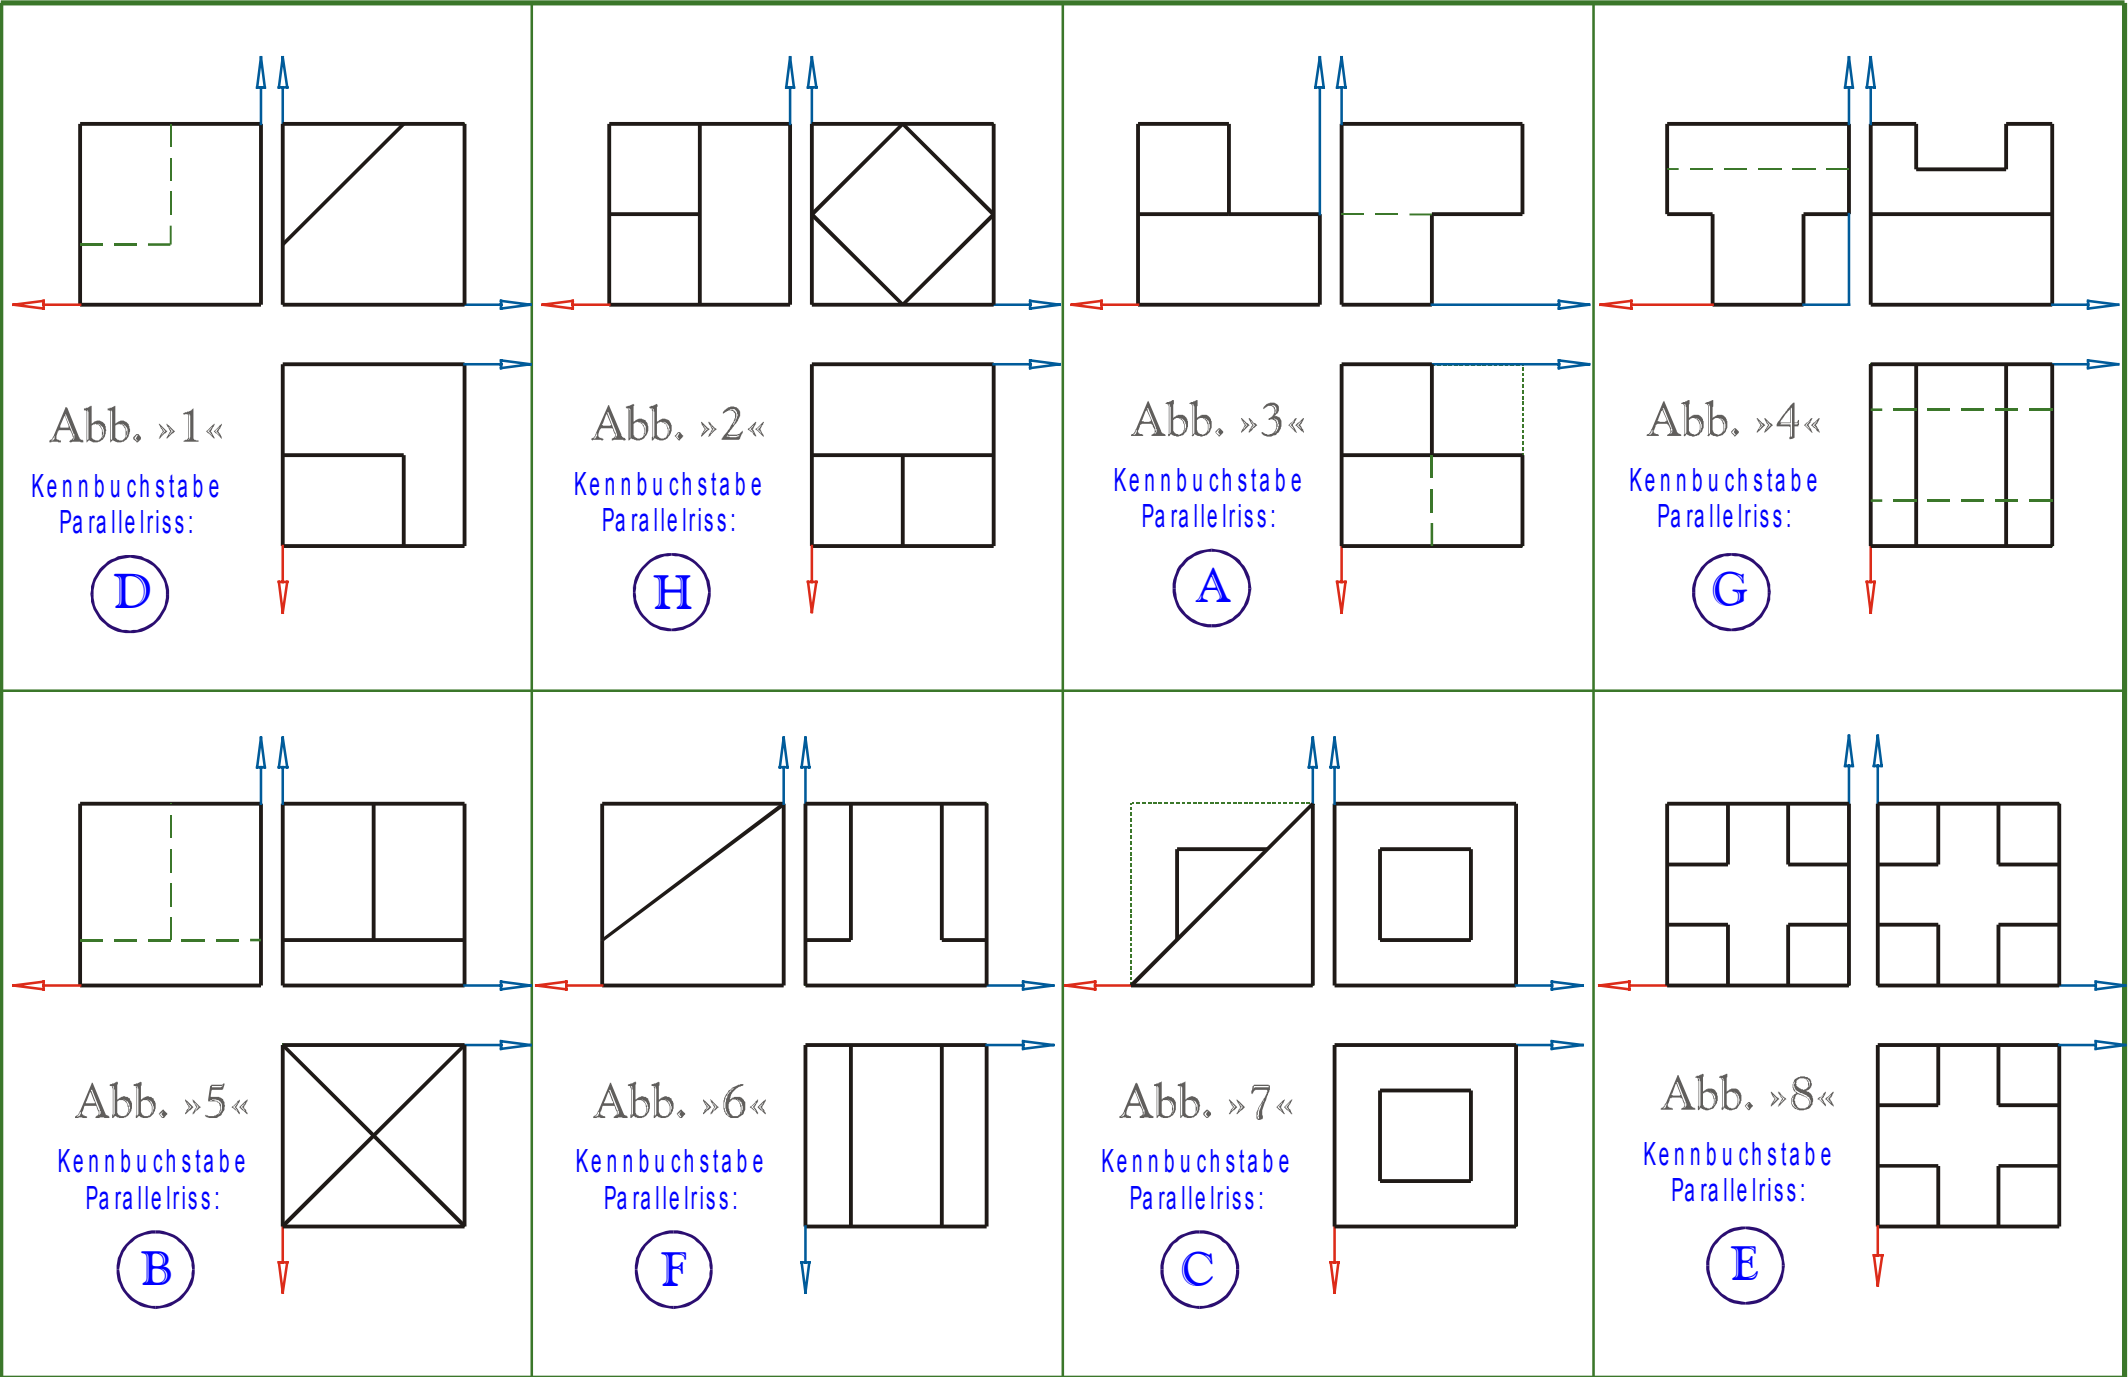 Abb. »1«
Kennbuchstabe
Parallelriss:
D
Abb. »2«
Kennbuchstabe
Parallelriss:
H
Abb. »3«
Kennbuchstabe
Parallelriss:
A
Abb. »4«
Kennbuchstabe
Parallelriss:
G
Abb. »5«
Kennbuchstabe
Parallelriss:
B
Abb. »6«
Kennbuchstabe
Parallelriss:
F
Abb. »7«
Kennbuchstabe
Parallelriss:
C
Abb. »8«
Kennbuchstabe
Parallelriss:
E